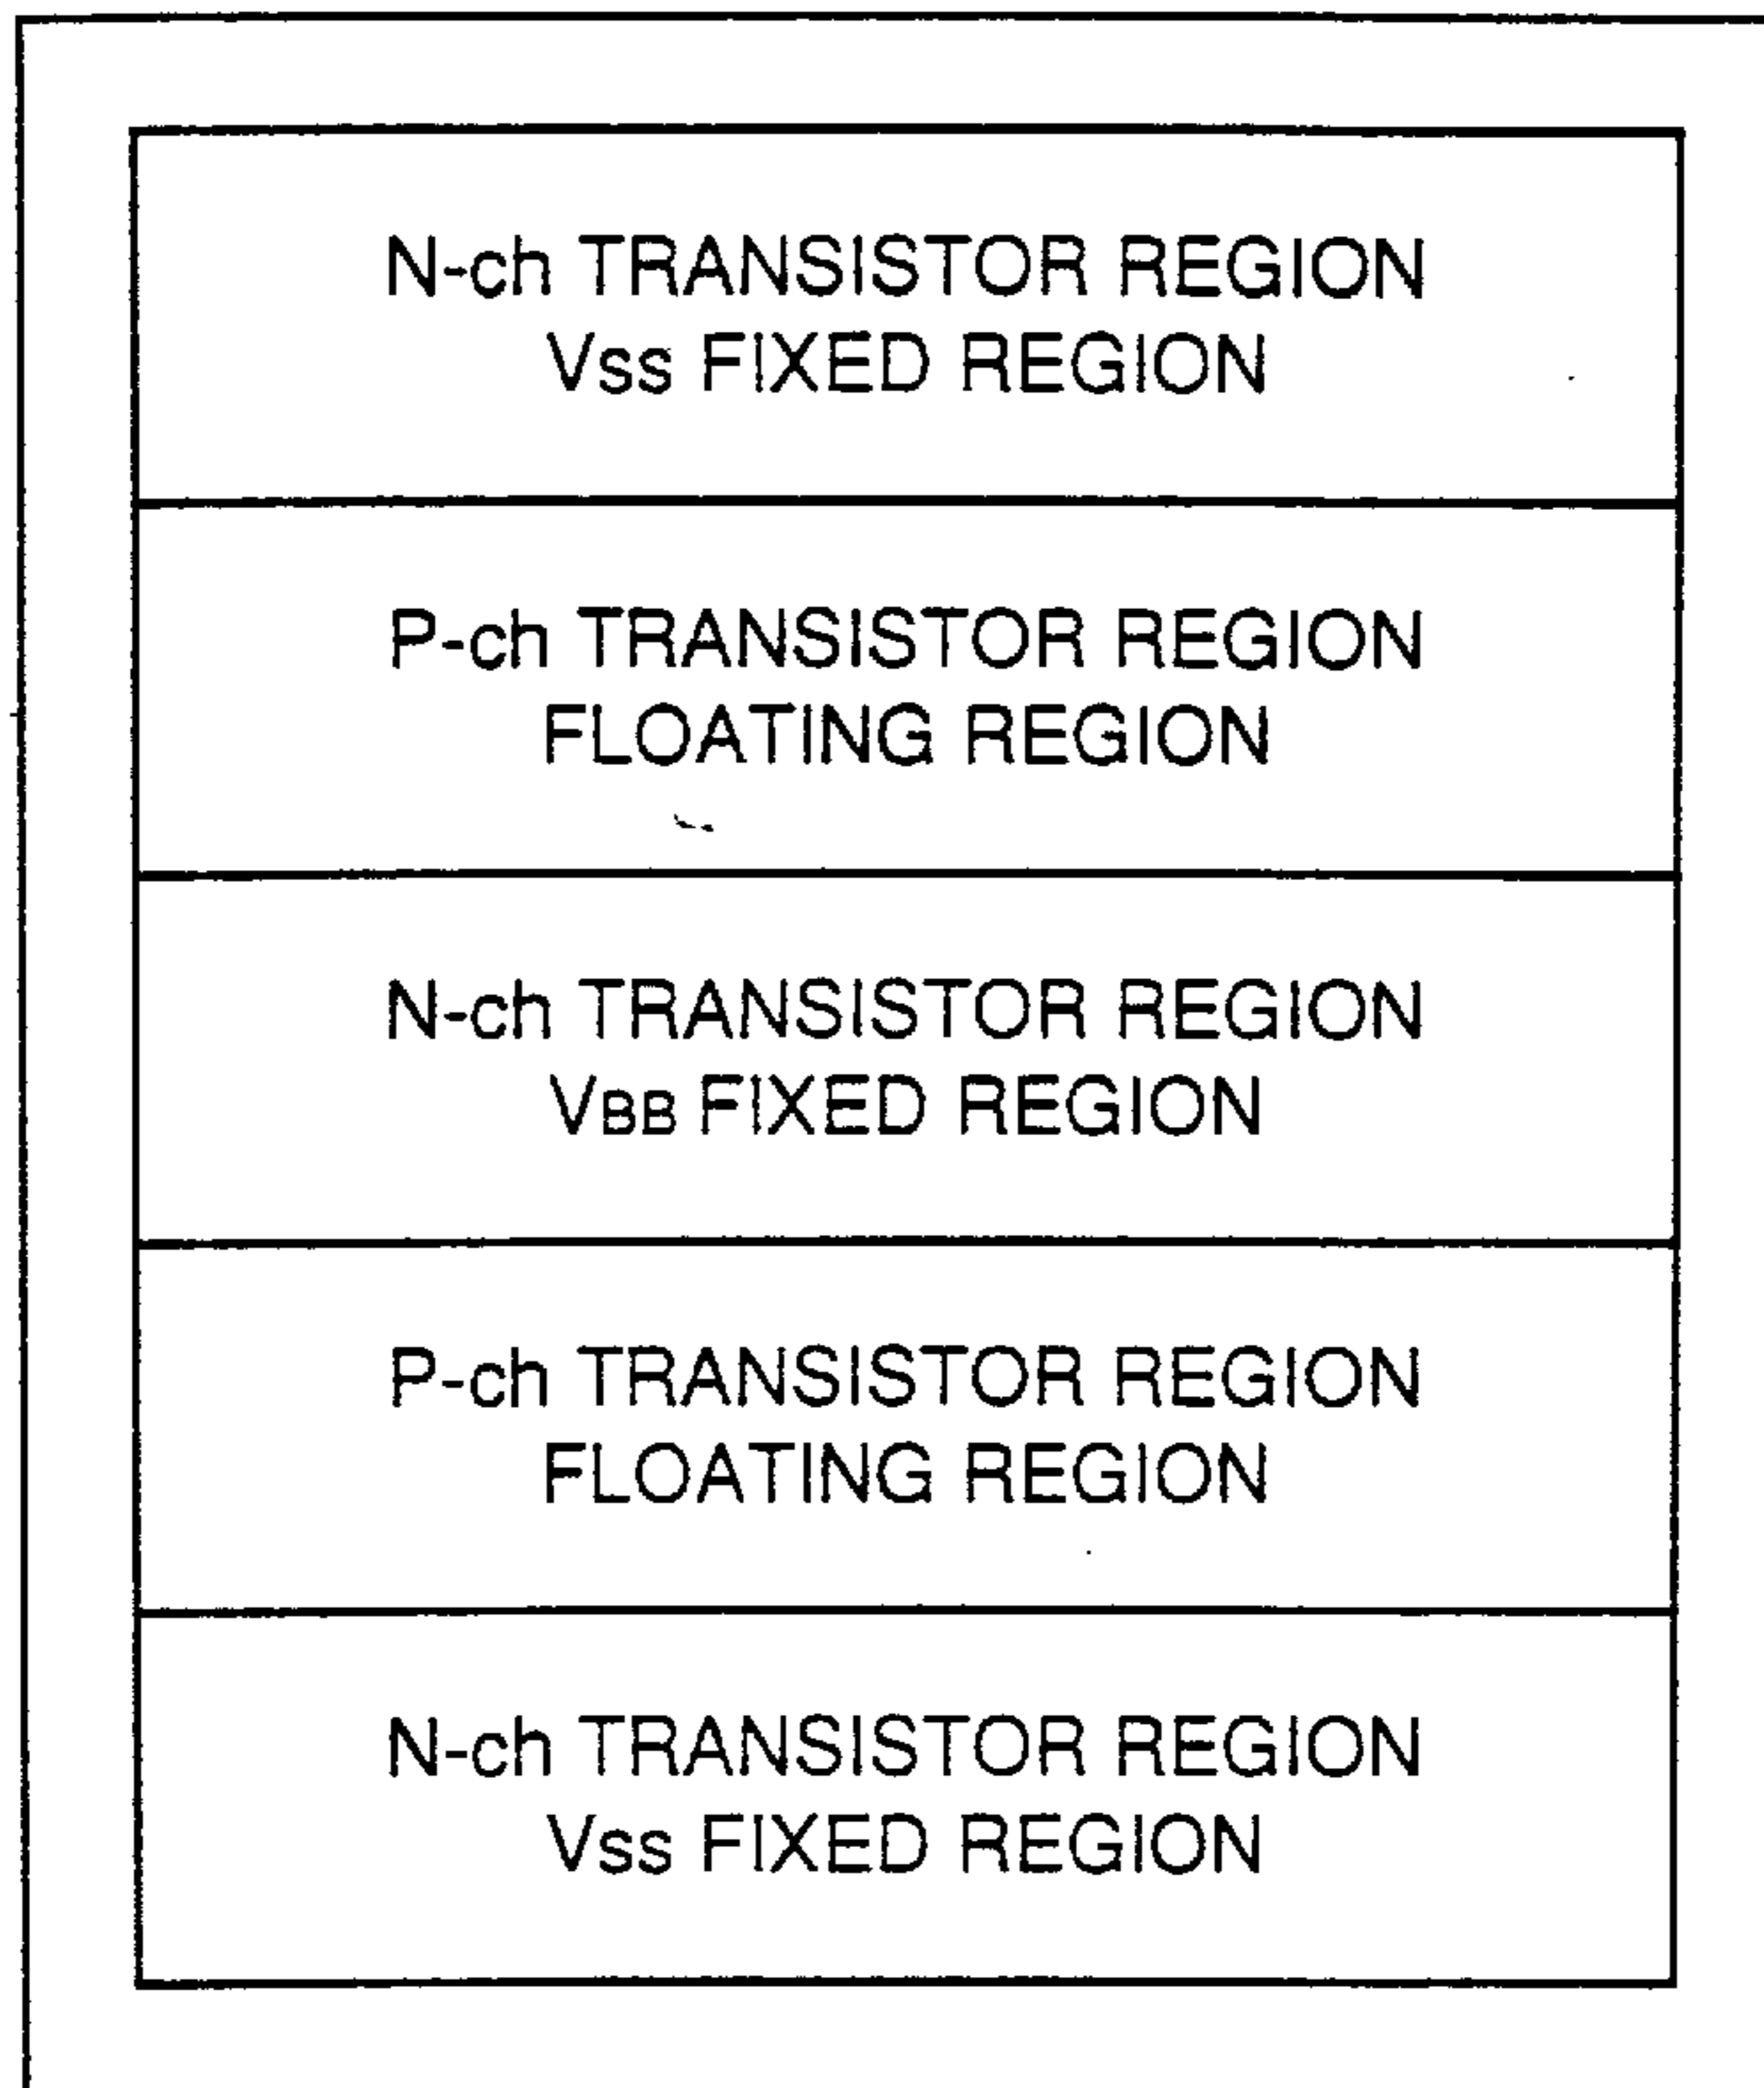 N-ch TRANSISTOR REGION
Vss FIXED REGION
P-ch TRANSISTOR REGION
FLOATING REGION
N-ch TRANSISTOR REGION
VBB FIXED REGION
P-ch TRANSISTOR REGION
FLOATING REGION
N-ch TRANSISTOR REGION
Vss FIXED REGION